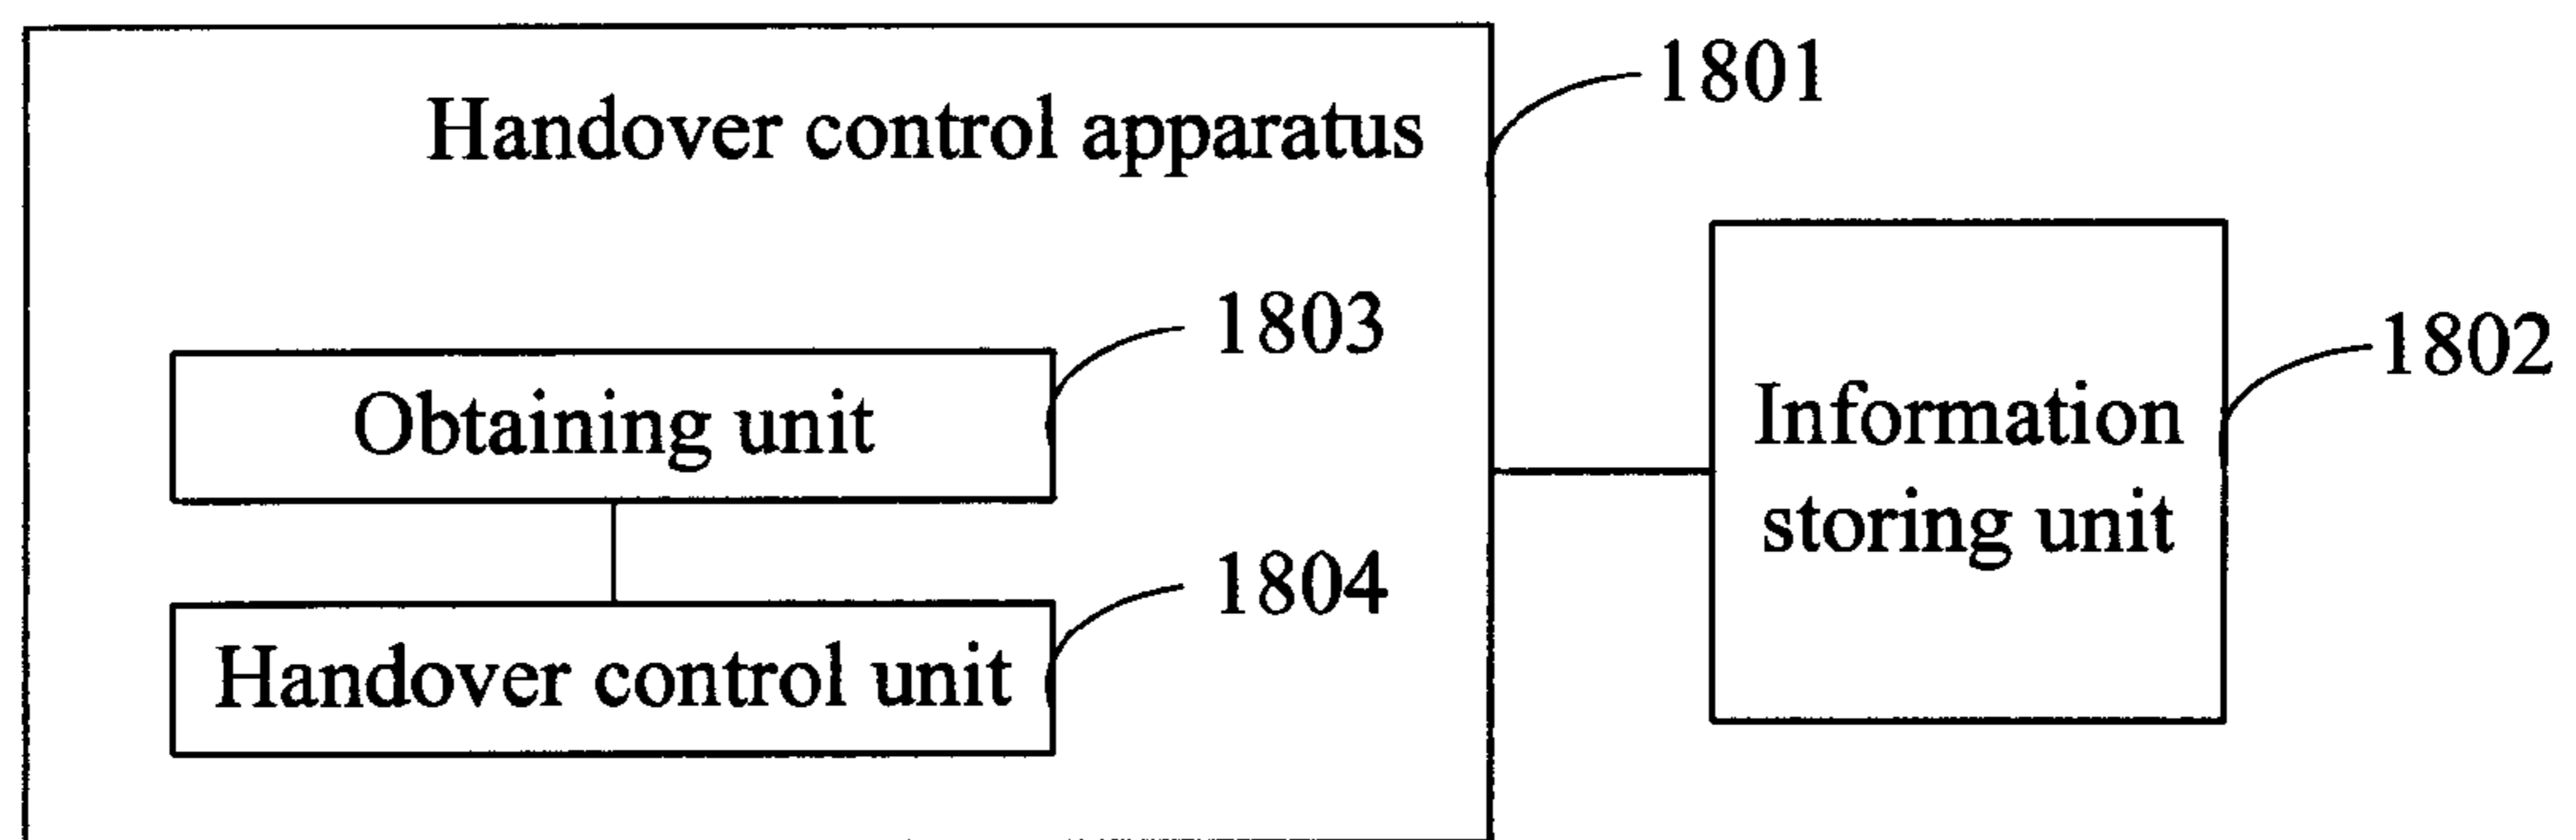 1801
Handover control apparatus
1803
Obtaining unit
1802
Information
storing unit
1804
Handover control unit